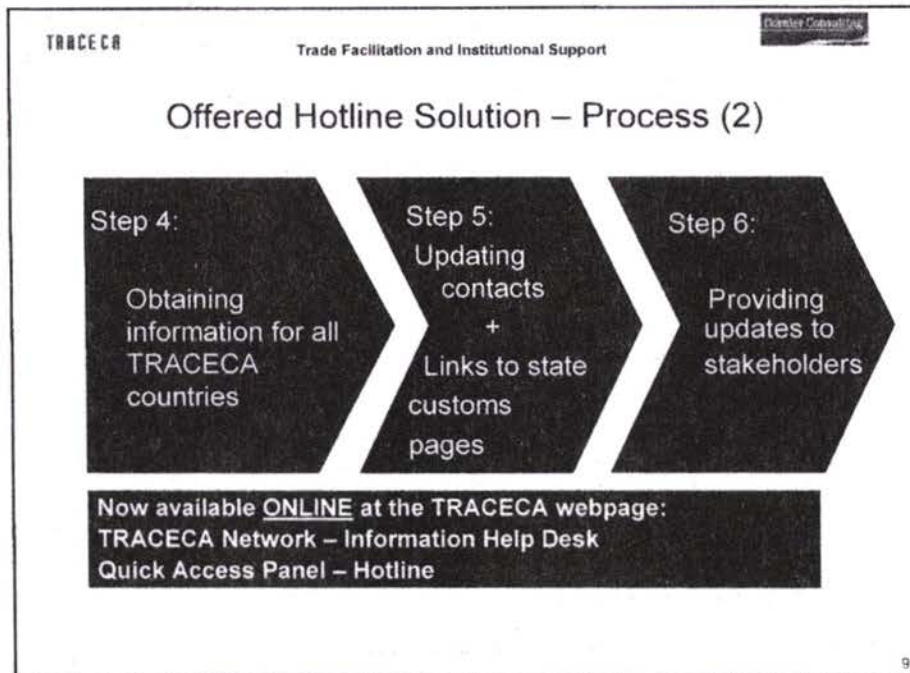 TRACECA
Dornier Consulting
Trade Facilitation and Institutional Support
Offered Hotline Solution – Process (2)
Step 4:
Obtaining
information for all
TRACECA
countries
Step 5:
Updating
contacts
+
Links to state
customs
pages
Step 6:
Providing
updates to
stakeholders
Now available ONLINE at the TRACECA webpage:
TRACECA Network – Information Help Desk
Quick Access Panel – Hotline
9